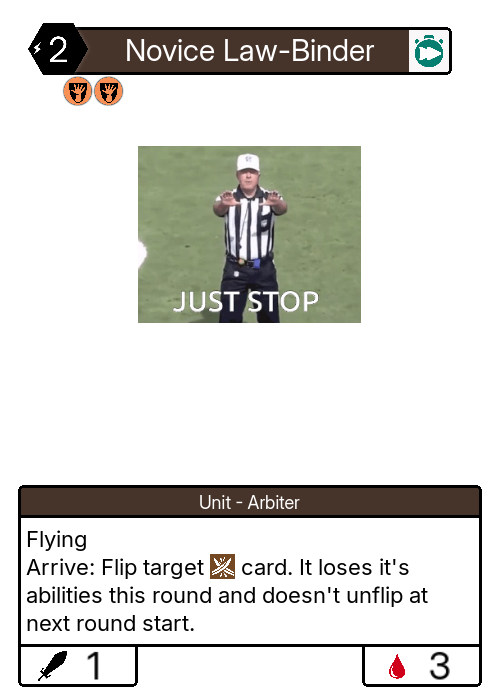 2 Novice Law-Binder
JUST STOP
Unit - Arbiter
Flying
Arrive: Flip target card. It loses it's
abilities this round and doesn't unflip at
next round start.
1 3